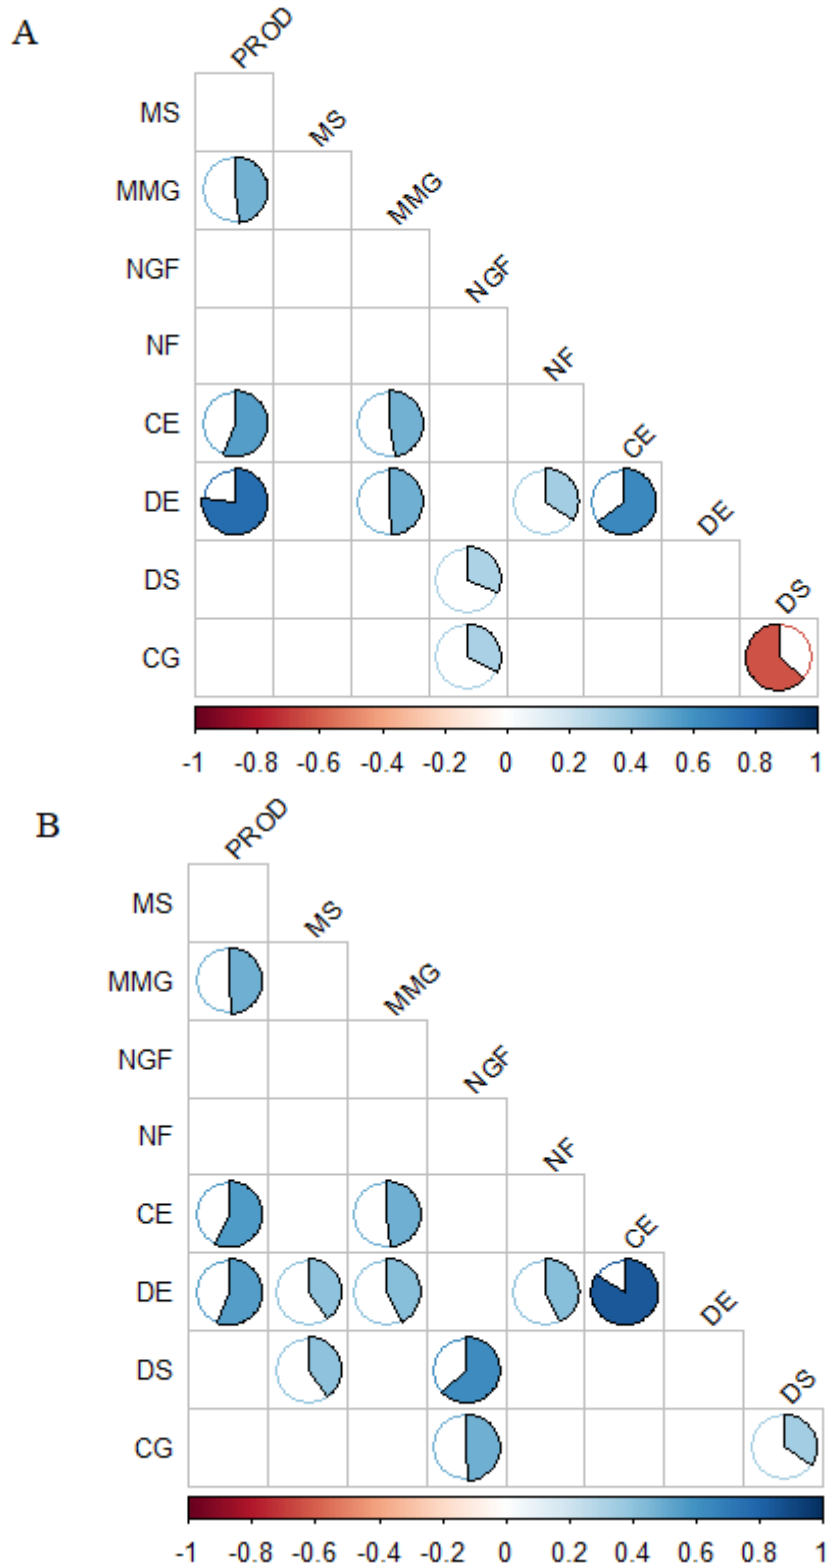 A
PROD
MS
MS
MMG
MMG
NGF
NGF
NF
NF
CE
CE
DE
DE
DS
DS
CG
-1 -0.8 -0.6 -0.4 -0.2 0 0.2 0.4 0.6 0.8 1
B
PROD
MS
MS
MMG
MMG
NGF
NGF
NF
NF
CE
CE
DE
DE
DS
DS
CG
-1 -0.8 -0.6 -0.4 -0.2 0 0.2 0.4 0.6 0.8 1